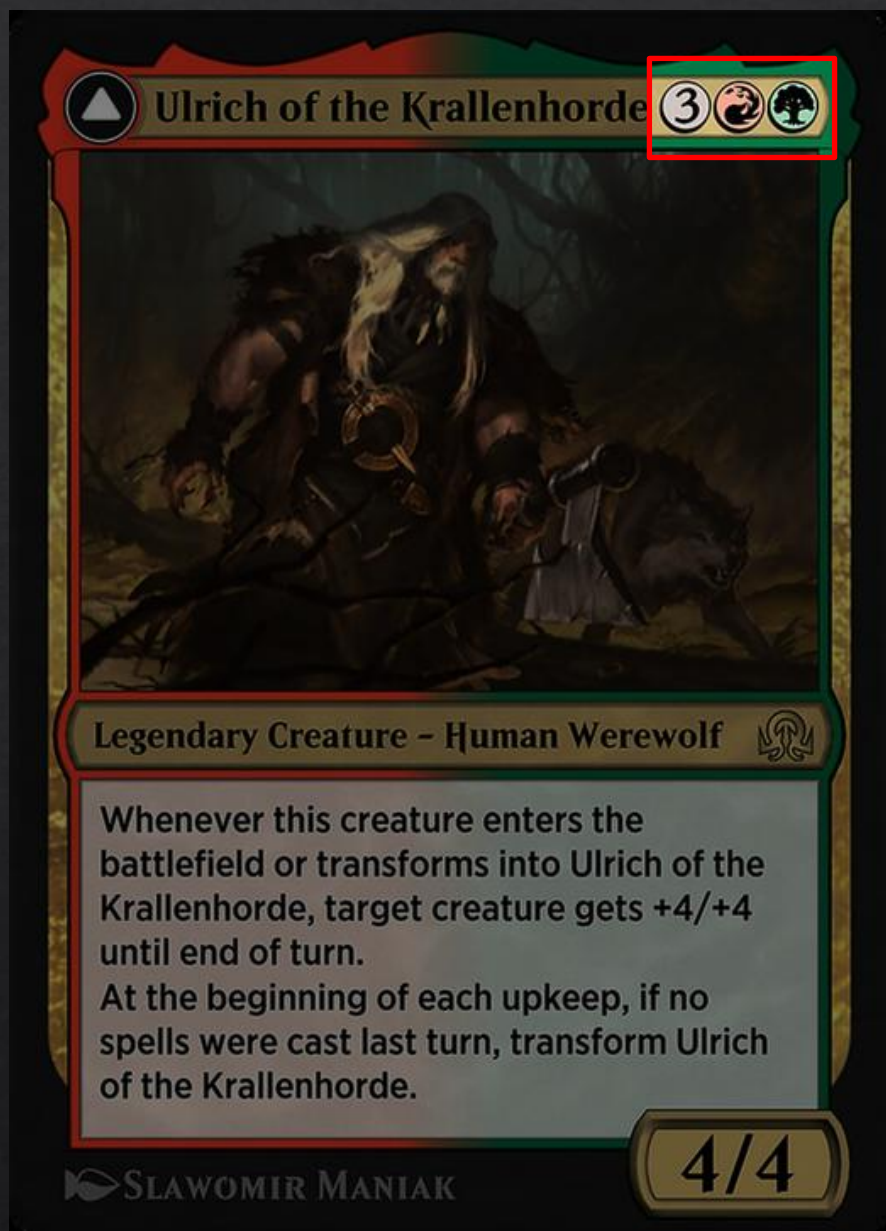 Ulrich of the Krallenhorde 3
Legendary Creature – Human Werewolf
Whenever this creature enters the
battlefield or transforms into Ulrich of the
Krallenhorde, target creature gets +4/+4
until end of turn.
At the beginning of each upkeep, if no
spells were cast last turn, transform Ulrich
of the Krallenhorde.
4/4
Slawomir Maniak